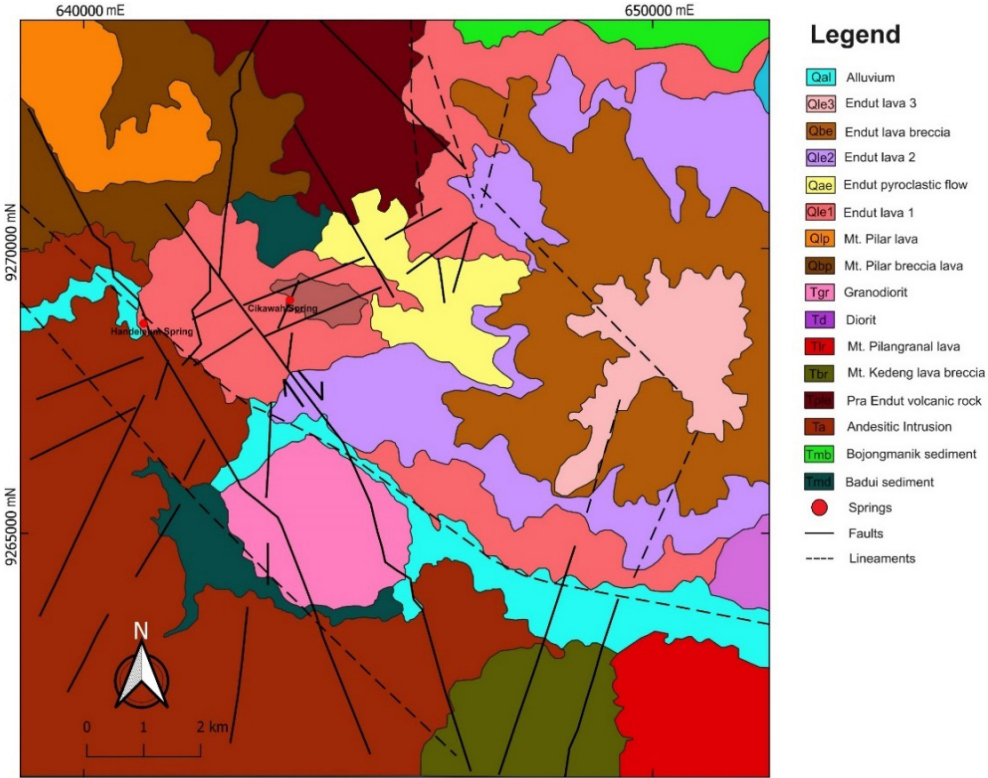 640000 mE
650000 mE
9270000 mN
9265000 mN
Cikawah Spring
Handeleum Spring
N
0 1 2 km
Legend
Qal Alluvium
Qle3 Endut lava 3
Qbe Endut lava breccia
Qle2 Endut lava 2
Qae Endut pyroclastic flow
Qle1 Endut lava 1
Qlp Mt. Pilar lava
Qbp Mt. Pilar breccia lava
Tgr Granodiorit
Td Diorit
Tlr Mt. Pilangranal lava
Tbr Mt. Kedeng lava breccia
Tpie Pra Endut volcanic rock
Ta Andesitic Intrusion
Tmb Bojongmanik sediment
Tmd Badui sediment
Springs
Faults
Lineaments